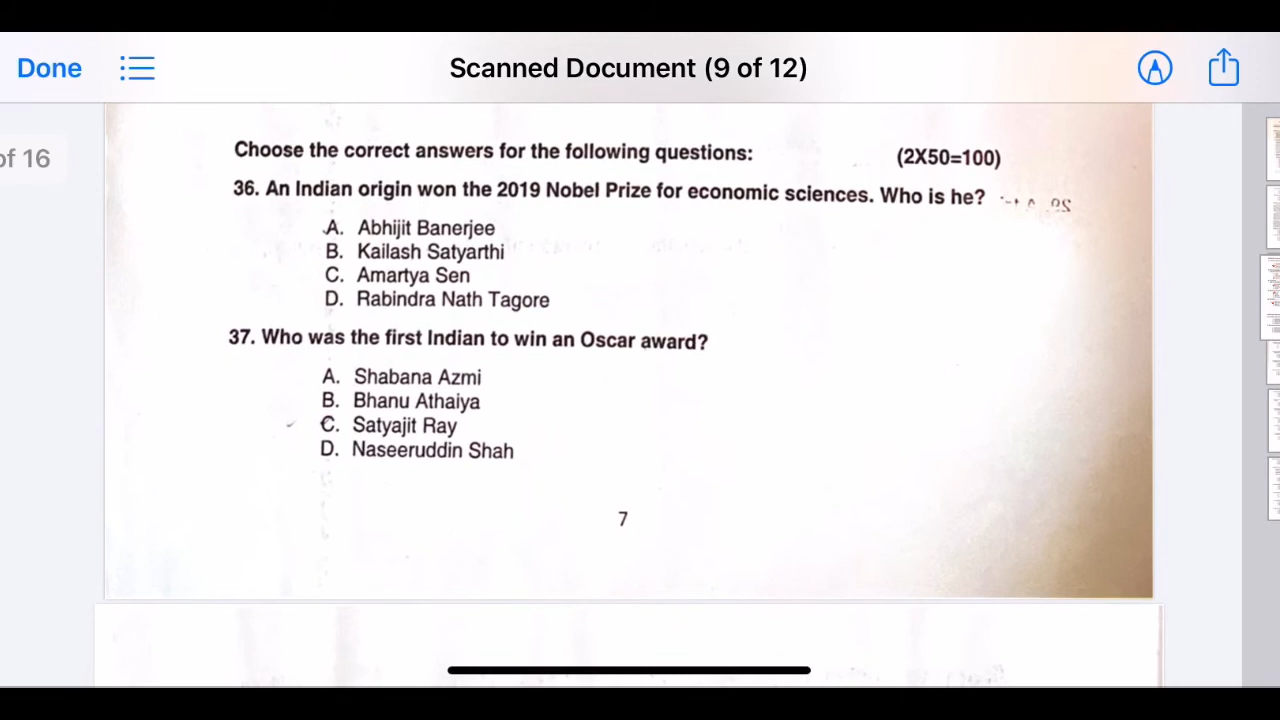 Done
Scanned Document (9 of 12)
of 16
Choose the correct answers for the following questions: (2X50=100)
36. An Indian origin won the 2019 Nobel Prize for economic sciences. Who is he?
A. Abhijit Banerjee
B. Kailash Satyarthi
C. Amartya Sen
D. Rabindra Nath Tagore
37. Who was the first Indian to win an Oscar award?
A. Shabana Azmi
B. Bhanu Athaiya
C. Satyajit Ray
D. Naseeruddin Shah
7